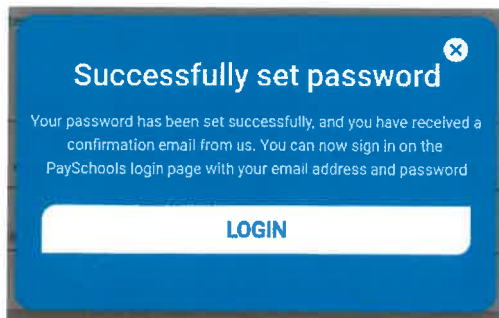 Successfully set password
Your password has been set successfully, and you have received a
confirmation email from us. You can now sign in on the
PaySchools login page with your email address and password
LOGIN